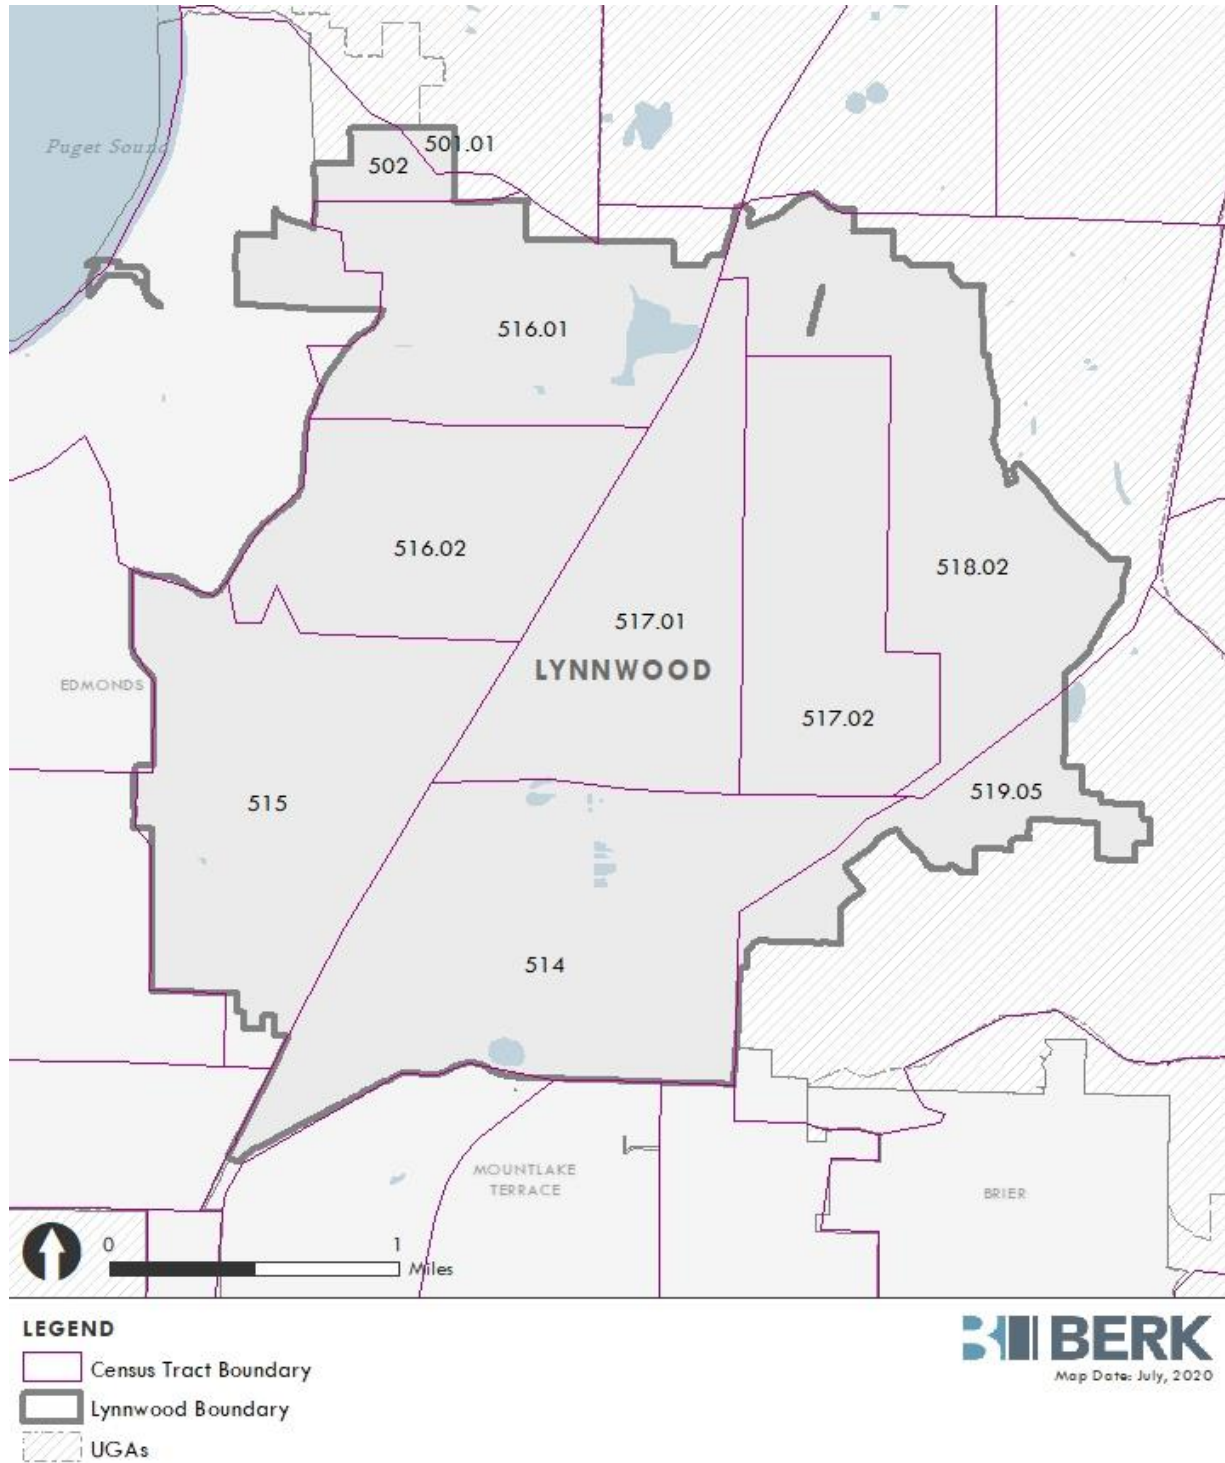 Puget Sound
501.01
502
516.01
516.02
518.02
517.01
LYNNWOOD
EDMONDS
517.02
519.05
515
514
MOUNTLAKE
TERRACE
BRIER
0 1
Miles
LEGEND
Census Tract Boundary
Lynnwood Boundary
UGAs
BERK
Map Date: July, 2020